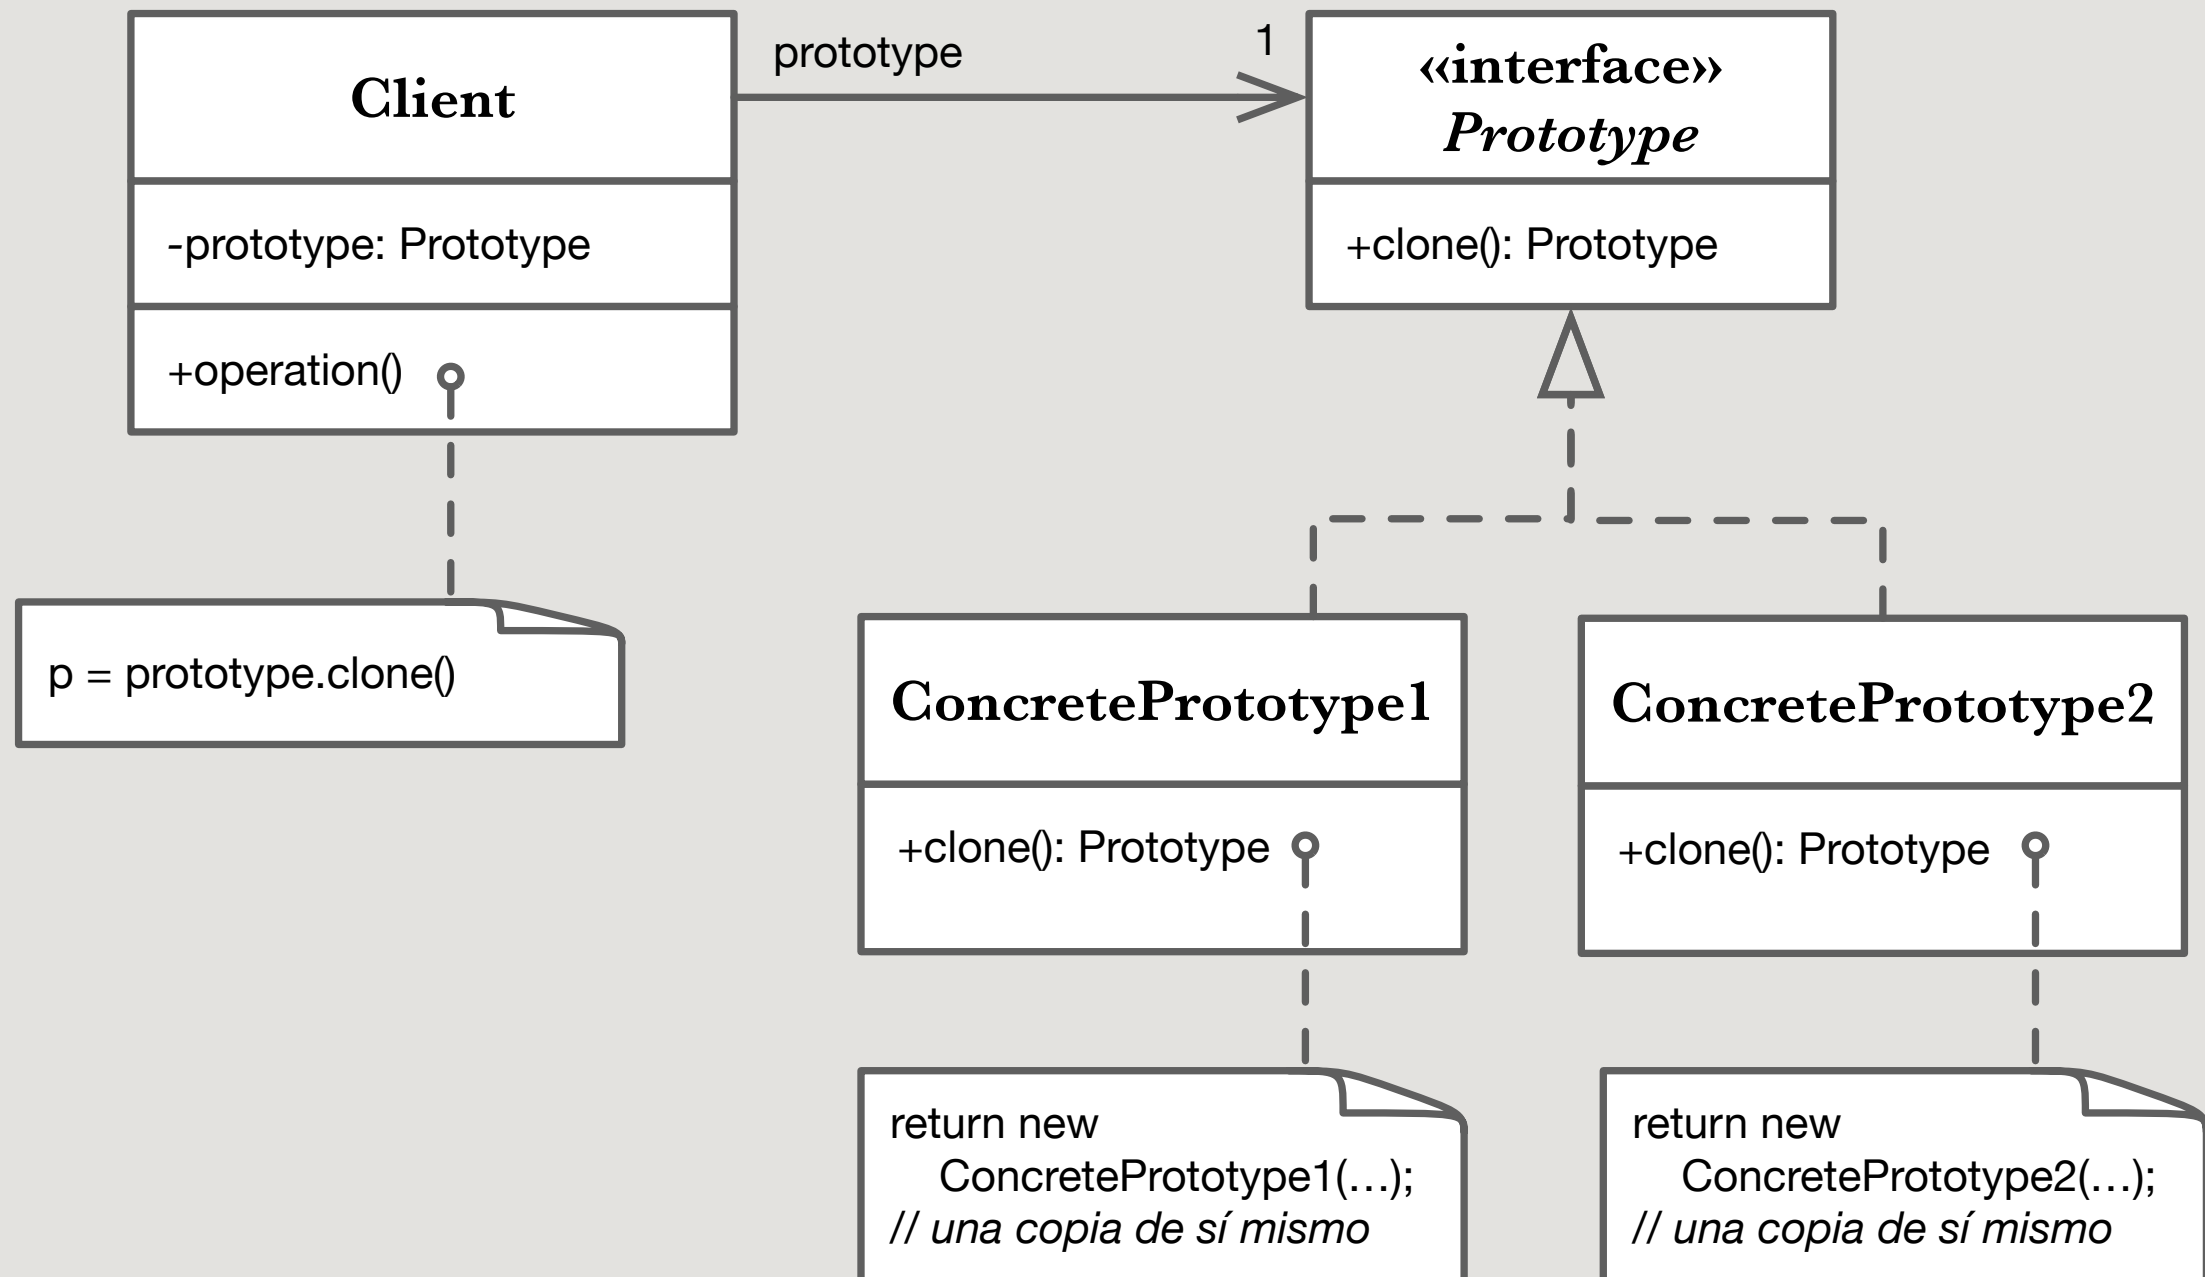 Client
-prototype: Prototype
+operation()
prototype
1
«interface»
Prototype
+clone(): Prototype
p = prototype.clone()
ConcretePrototype1
+clone(): Prototype
ConcretePrototype2
+clone(): Prototype
return new
ConcretePrototype1(…);
// una copia de sí mismo
return new
ConcretePrototype2(…);
// una copia de sí mismo